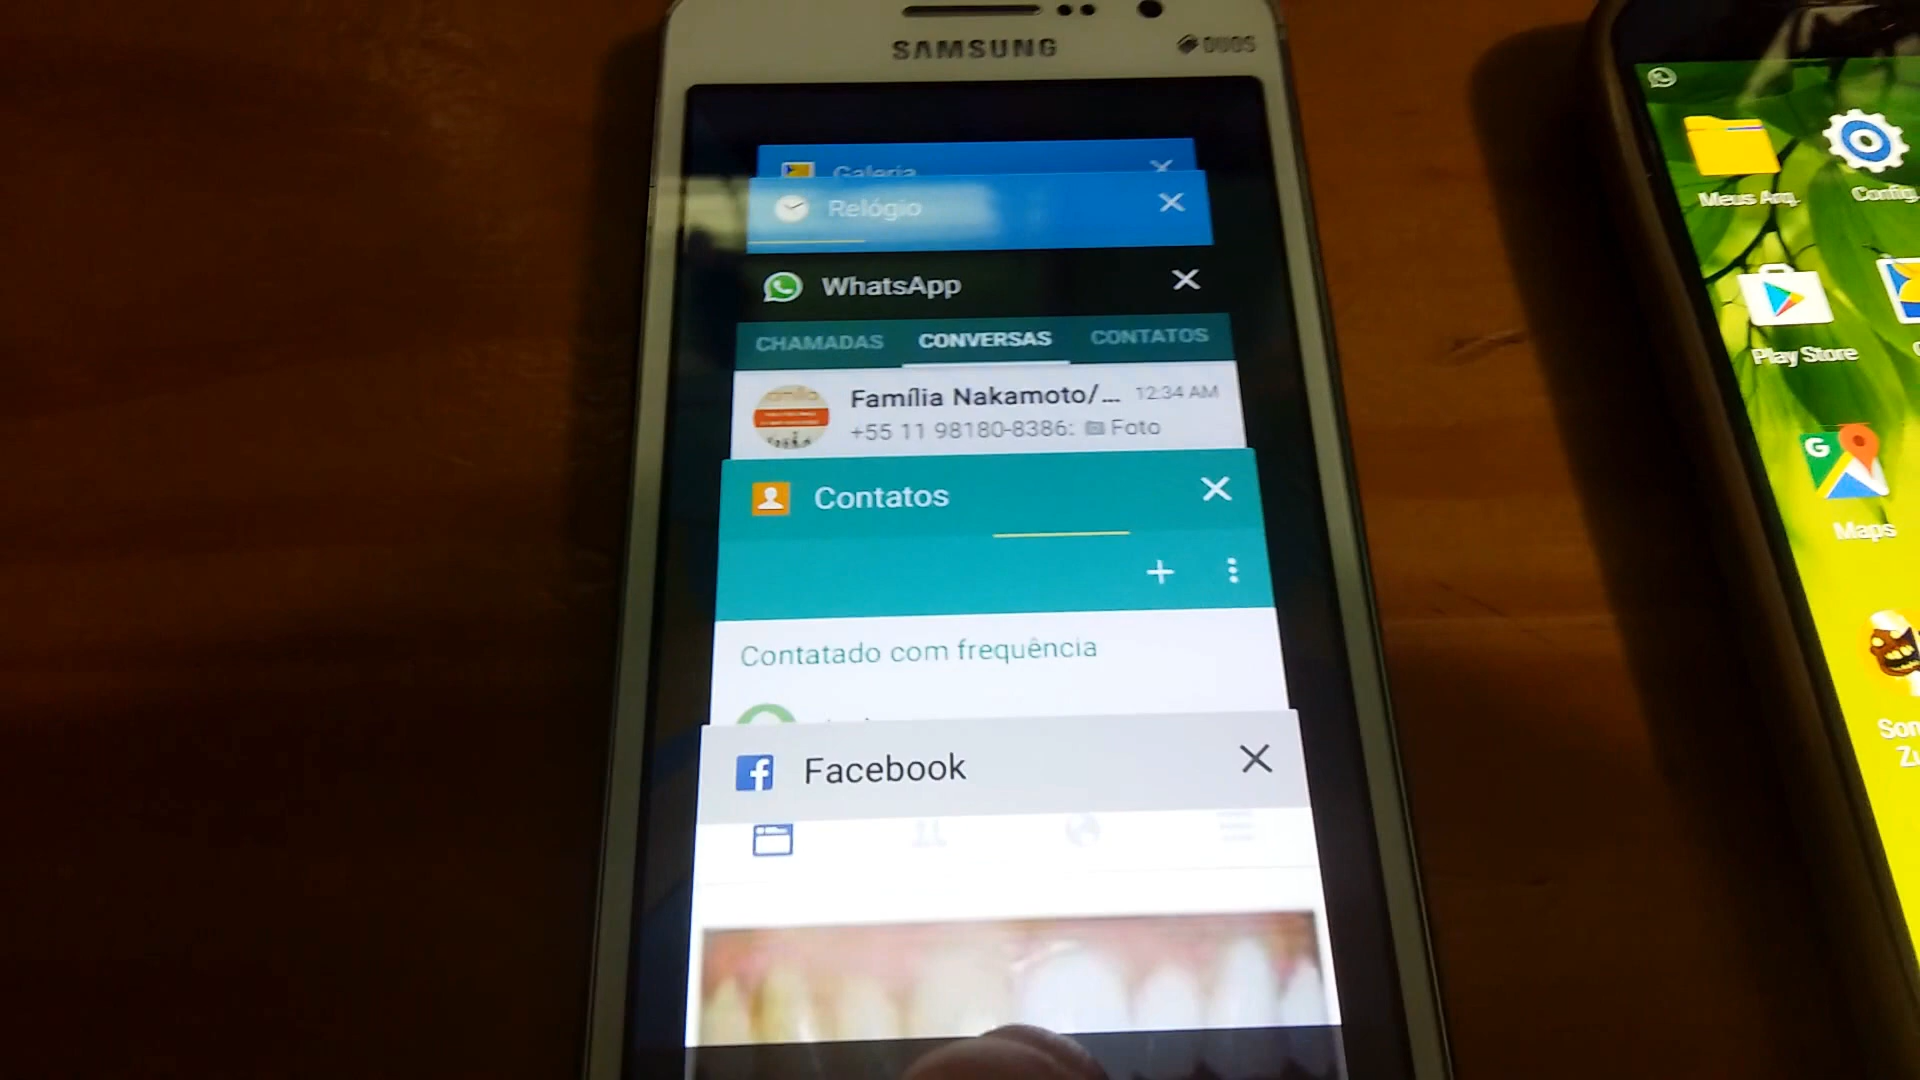 SAMSUNG
DUOS
Galeria
Relógio
WhatsApp
CHAMADAS CONVERSAS CONTATOS
Família Nakamoto/... 12:34 AM
+55 11 98180-8386: Foto
Contatos
Contatado com frequência
Facebook
Meus Arq.
Config.
Play Store
G
Maps